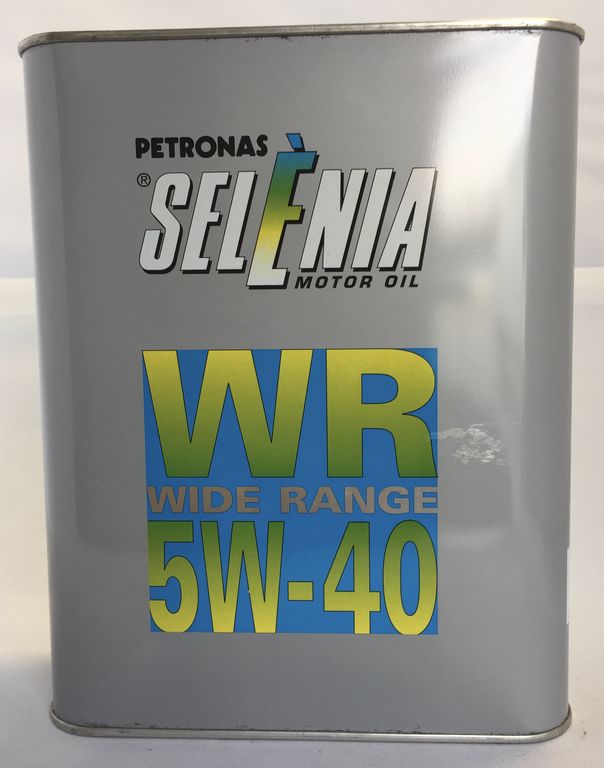 PETRONAS
® SELÈNIA
MOTOR OIL
WR
WIDE RANGE
5W-40